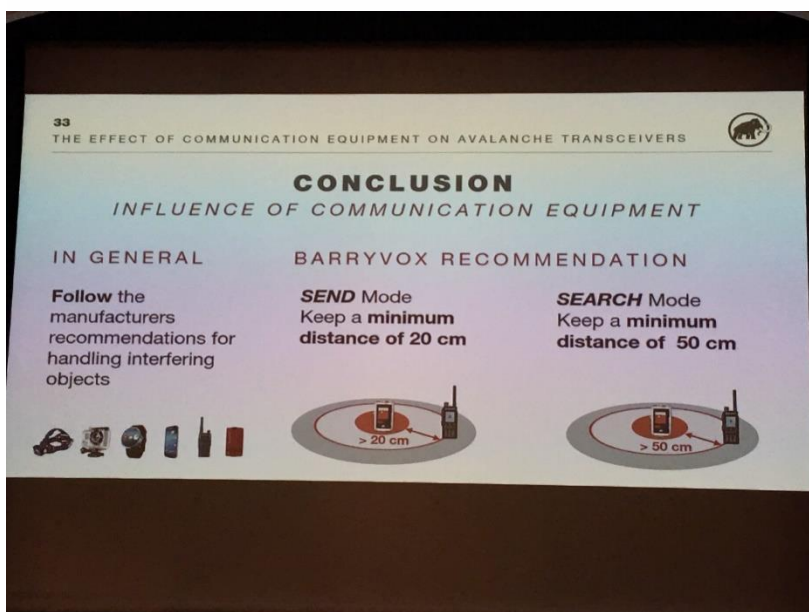 33
THE EFFECT OF COMMUNICATION EQUIPMENT ON AVALANCHE TRANSCEIVERS
CONCLUSION
INFLUENCE OF COMMUNICATION EQUIPMENT
IN GENERAL
Follow the
manufacturers
recommendations for
handling interfering
objects
BARRYVOX RECOMMENDATION
SEND Mode
Keep a minimum
distance of 20 cm
> 20 cm
SEARCH Mode
Keep a minimum
distance of 50 cm
> 50 cm